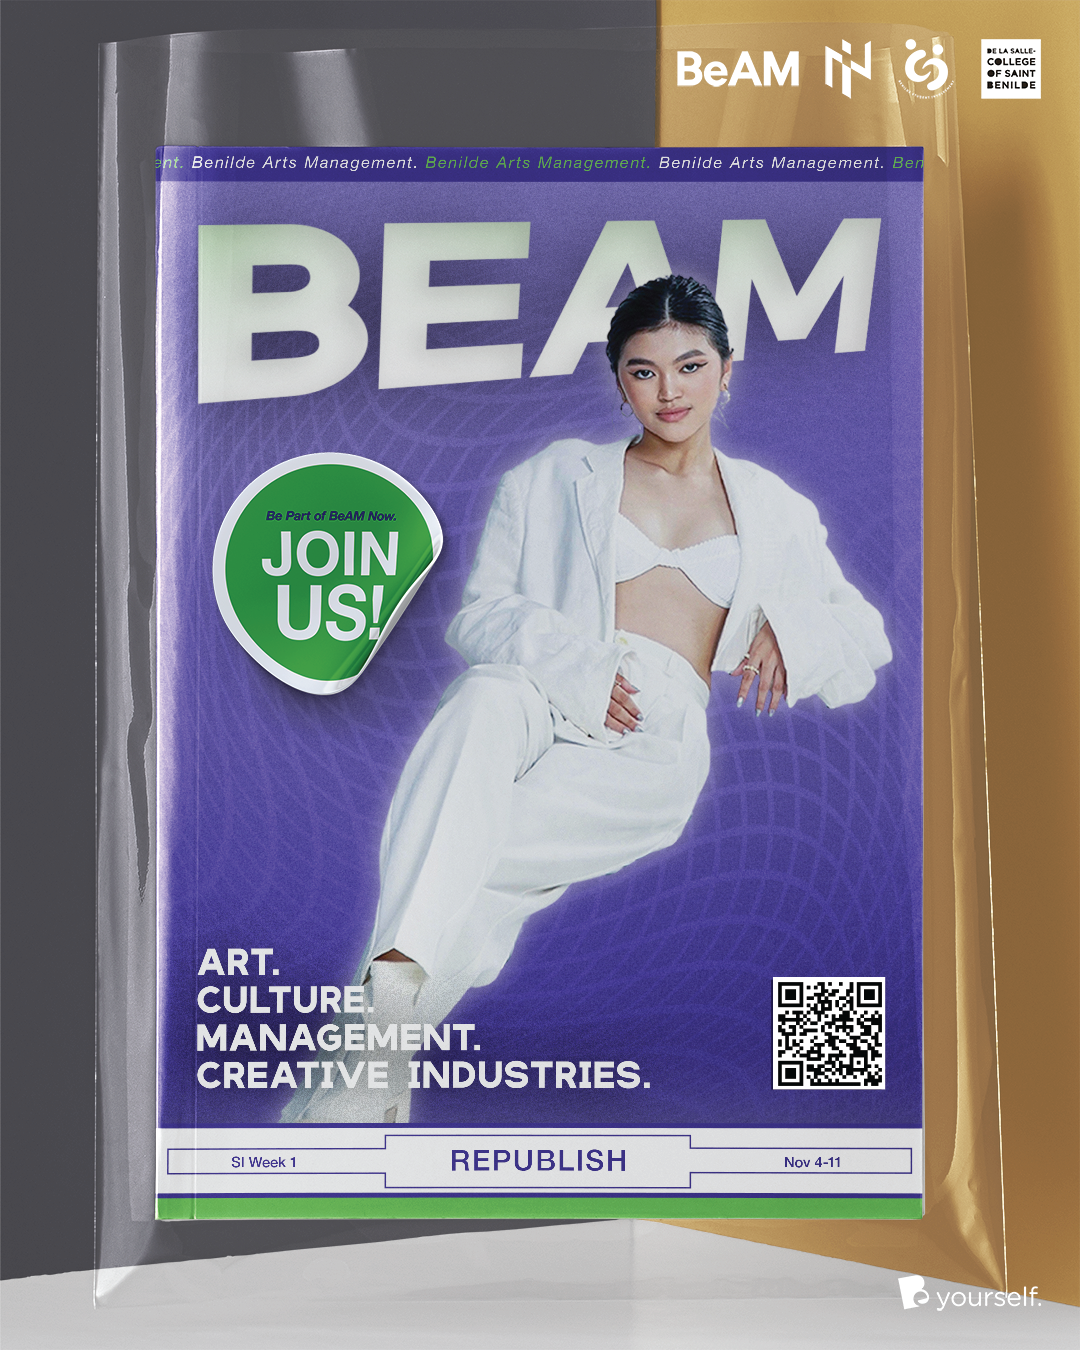 BeAM
DE LA SALLE-
COLLEGE
OF SAINT
BENILDE
ent. Benilde Arts Management. Benilde Arts Management. Benilde Arts Management. Ben
BEAM
Be Part of BeAM Now.
JOIN
US!
ART.
CULTURE.
MANAGEMENT.
CREATIVE INDUSTRIES.
SI Week 1
REPUBLISH
Nov 4-11
Be yourself.